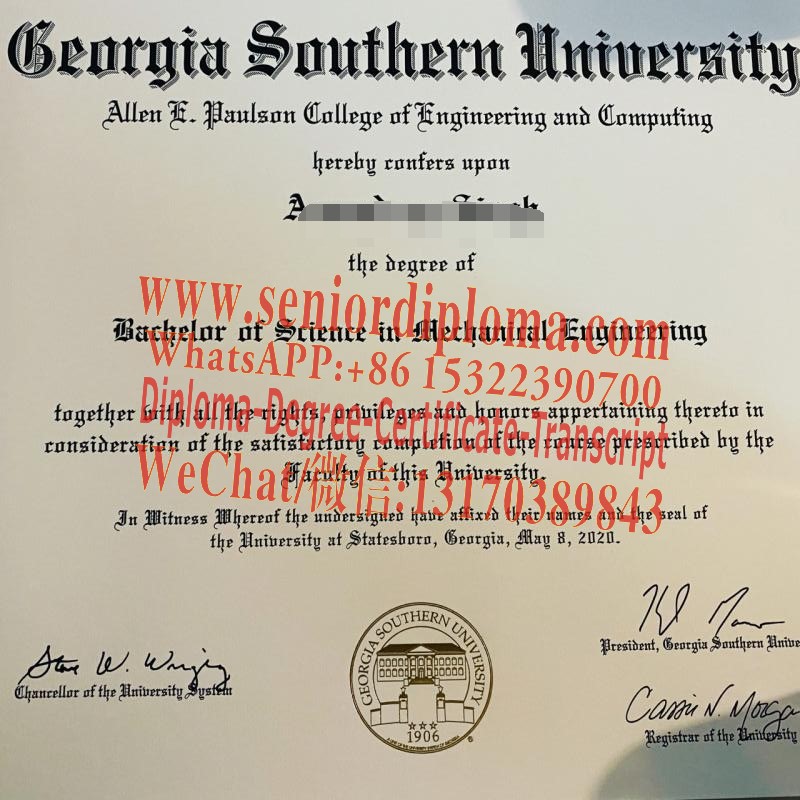 Georgia Southern University
Allen E. Paulson College of Engineering and Computing
hereby confers upon
the degree of
www.seniordiploma.com
Bachelor of Science in Mechanical Engineering
WhatsAPP:+86 15322390700
Diploma-Degree-Certificate-Transcript
together with all the rights, privileges and honors appertaining thereto in
consideration of the satisfactory completion of the course prescribed by the
Faculty of this University.
WeChat/微信:13170389843
In Witness Whereof the undersigned have affixed their names and the seal of
the University at Statesboro, Georgia, May 8, 2020.
President, Georgia Southern Unive
Steve W. Wrigley
Chancellor of the University System
GEORGIA SOUTHERN UNIVERSITY
1906
Cassie N. Morga
Registrar of the University